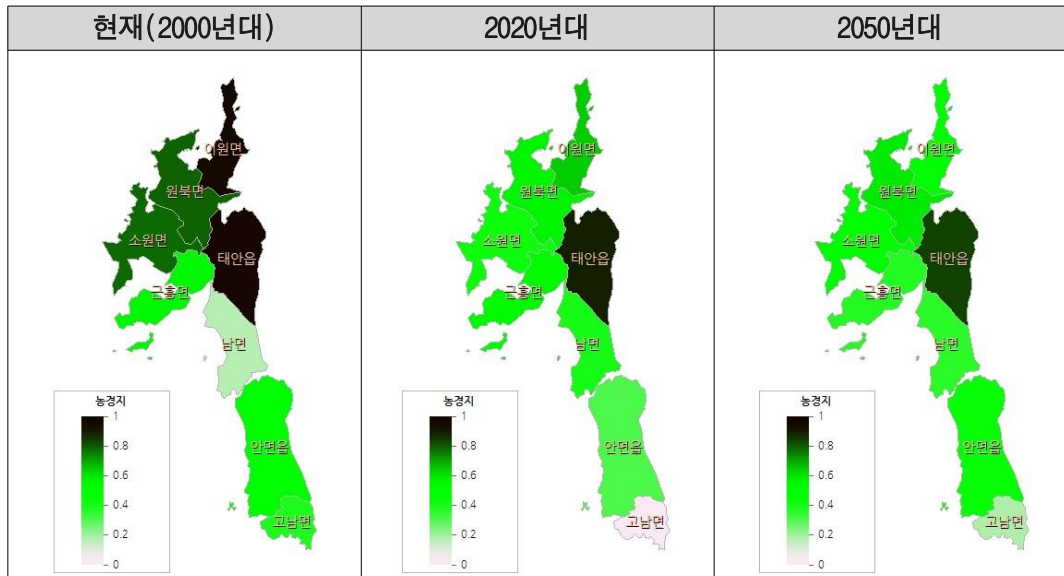 현재(2000년대) 2020년대 2050년대
이원면
원북면
소원면
태안읍
근흥면
남면
안면읍
고남면
농경지
1
0.8
0.6
0.4
0.2
0
이원면
원북면
소원면
태안읍
근흥면
남면
안면읍
고남면
농경지
1
0.8
0.6
0.4
0.2
0
이원면
원북면
소원면
태안읍
근흥면
남면
안면읍
고남면
농경지
1
0.8
0.6
0.4
0.2
0